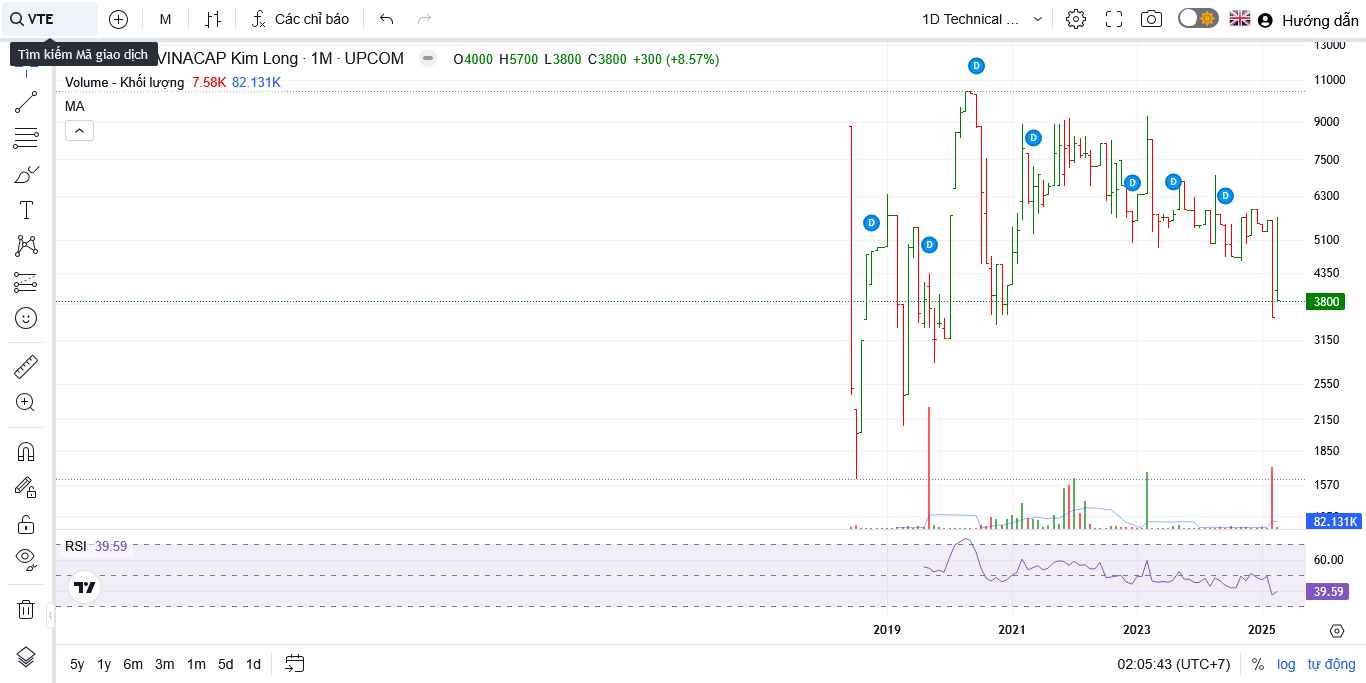 VTE
M
Các chỉ báo
1D Technical ...
Hướng dẫn
Tìm kiếm Mã giao dịch
VINACAP Kim Long · 1M · UPCOM
O4000 H5700 L3800 C3800 +300 (+8.57%)
Volume - Khối lượng 7.58K 82.131K
MA
D
D
D
D
D
D
D
13000
11000
9000
7500
6300
5100
4350
3800
3150
2550
2150
1850
1570
82.131K
RSI 39.59
60.00
39.59
2019
2021
2023
2025
5y 1y 6m 3m 1m 5d 1d
02:05:43 (UTC+7)
% log tự động